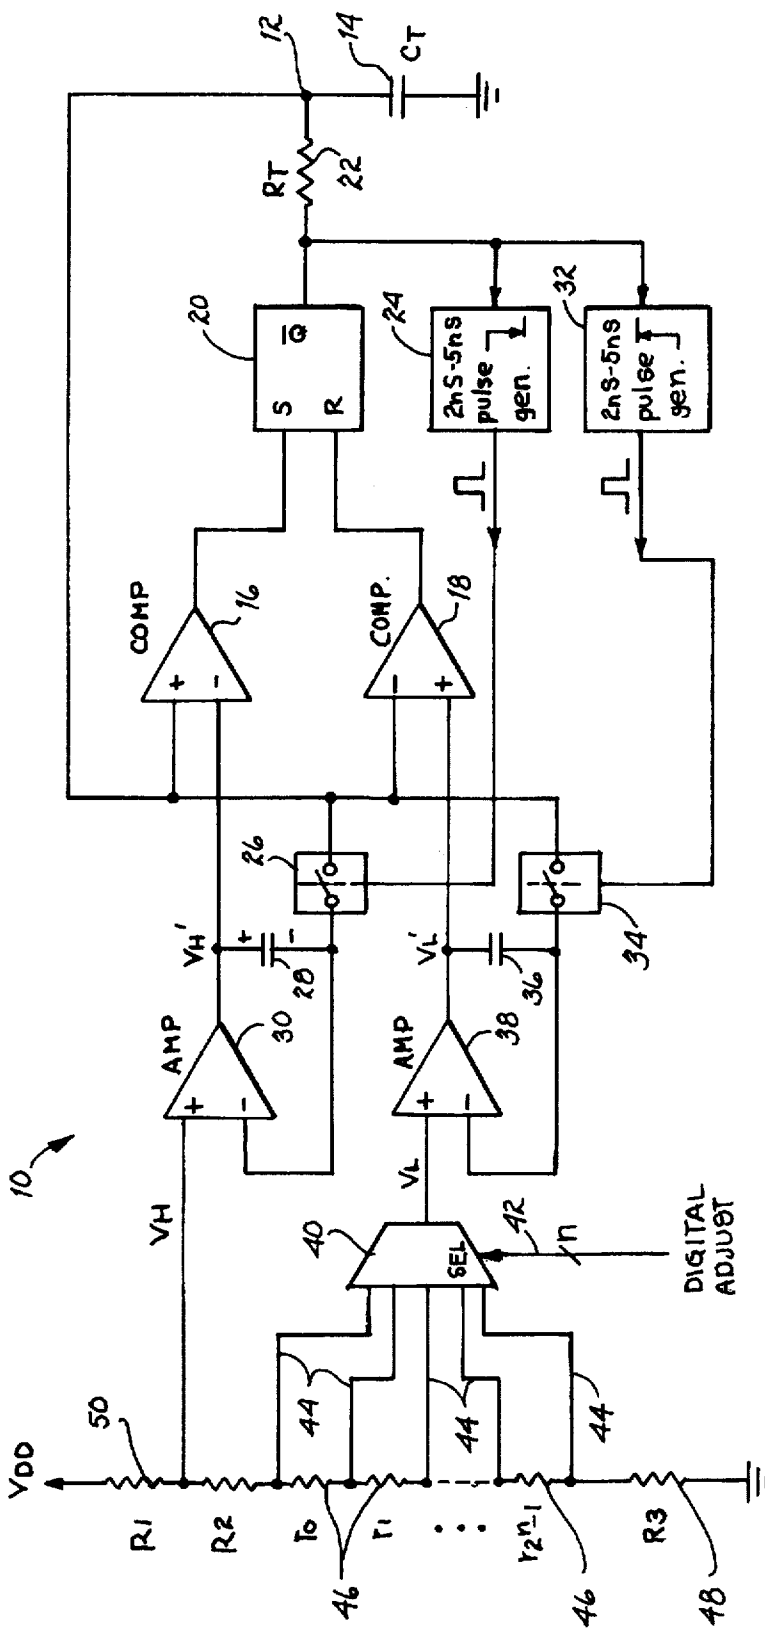 10
VDD
50
R1
R2
r0
r1
r2n-1
R3
46
46
48
44
44
44
VH
VL
40
SEL
42
n
DIGITAL
ADJUST
AMP
+
-
30
AMP
+
-
38
VH'
+
-
28
VL'
36
26
34
COMP
+
-
16
COMP.
-
+
18
20
S
R
Q
24
2nS-5nS
pulse
gen.
32
2nS-5nS
pulse
gen.
RT
22
12
14
CT